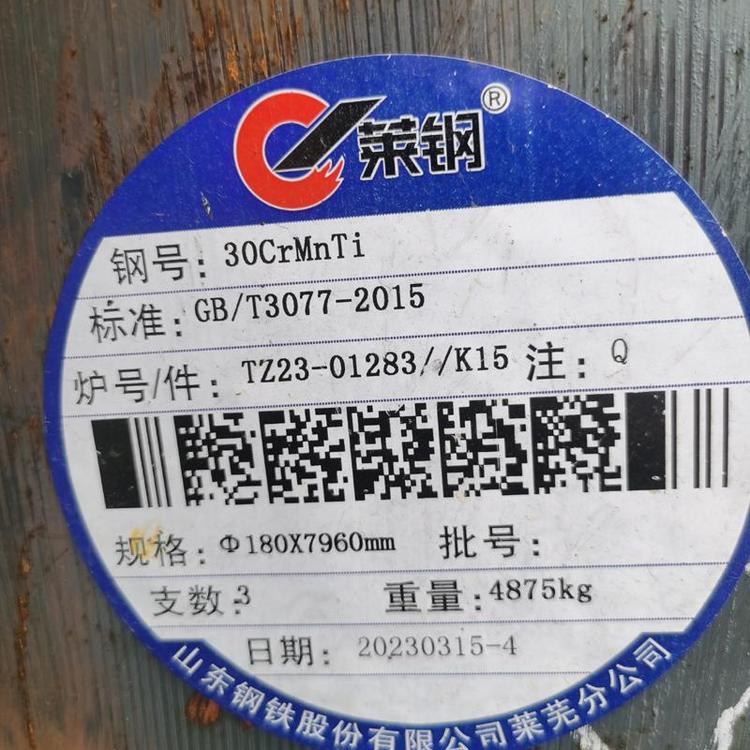 莱钢®
钢号：30CrMnTi
标准：GB/T3077-2015
炉号/件：TZ23-01283//K15 注：Q
规格：Φ180X7960mm 批号：
支数：3 重量：4875kg
日期：20230315-4
山东钢铁股份有限公司莱芜分公司